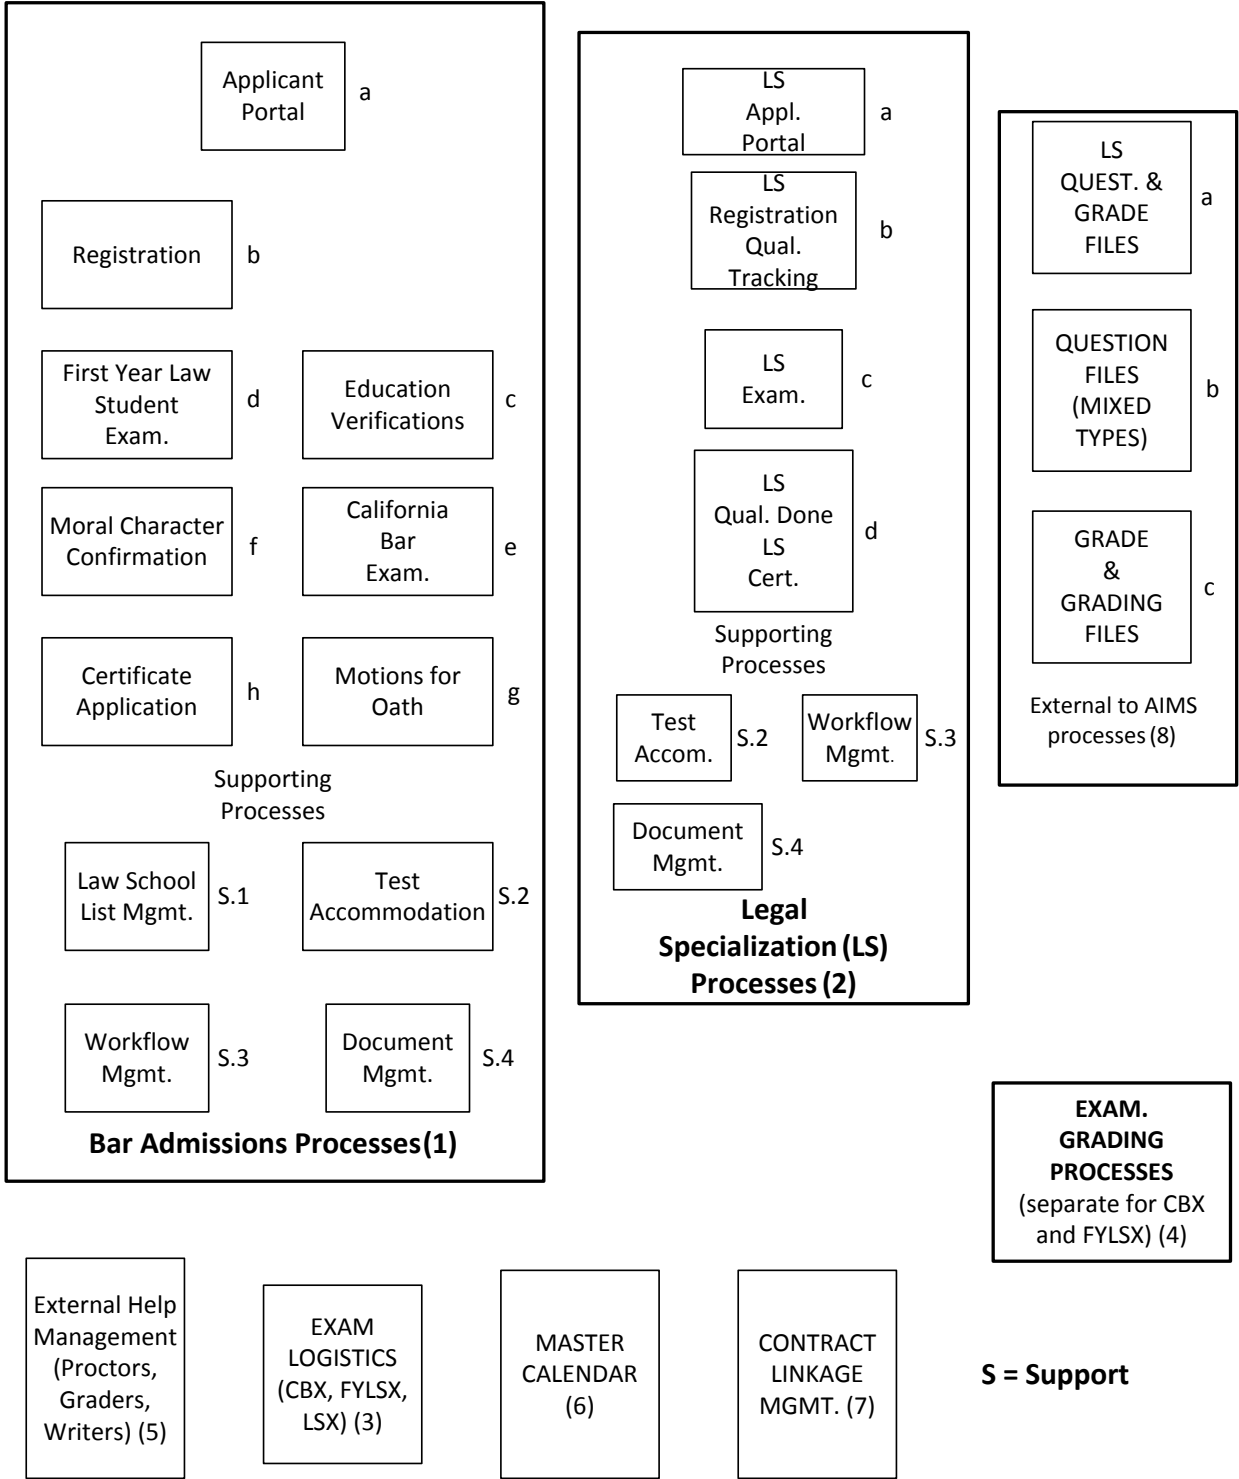 Applicant
Portal
a
Registration
b
First Year Law
Student
Exam.
d
Education
Verifications
c
Moral Character
Confirmation
f
California
Bar
Exam.
e
Certificate
Application
h
Motions for
Oath
g
Supporting
Processes
Law School
List Mgmt.
S.1
Test
Accommodation
S.2
Workflow
Mgmt.
S.3
Document
Mgmt.
S.4
Bar Admissions Processes (1)
LS
Appl.
Portal
a
LS
Registration
Qual.
Tracking
b
LS
Exam.
c
LS
Qual. Done
LS
Cert.
d
Supporting
Processes
Test
Accom.
S.2
Workflow
Mgmt.
S.3
Document
Mgmt.
S.4
Legal
Specialization (LS)
Processes (2)
LS
QUEST. &
GRADE
FILES
a
QUESTION
FILES
(MIXED
TYPES)
b
GRADE
&
GRADING
FILES
c
External to AIMS
processes (8)
EXAM.
GRADING
PROCESSES
(separate for CBX
and FYLSX) (4)
External Help
Management
(Proctors,
Graders,
Writers) (5)
EXAM
LOGISTICS
(CBX, FYLSX,
LSX) (3)
MASTER
CALENDAR
(6)
CONTRACT
LINKAGE
MGMT. (7)
S = Support